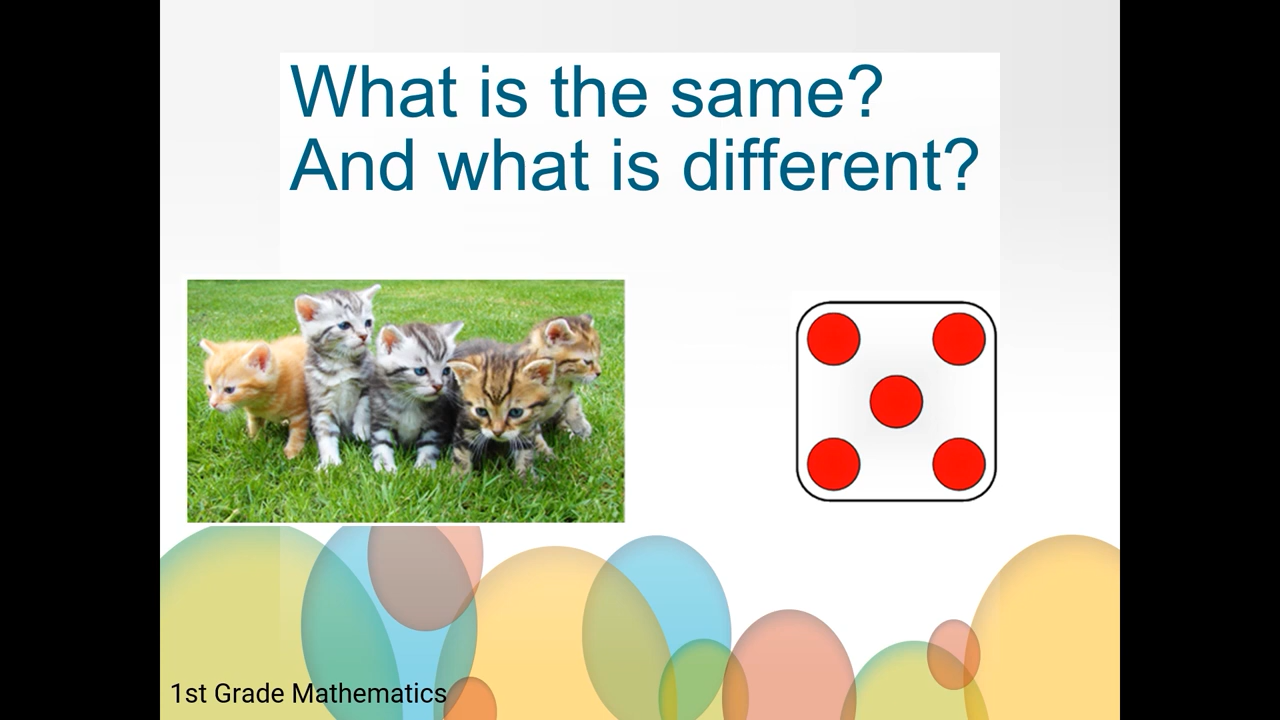 What is the same?
And what is different?
1st Grade Mathematics